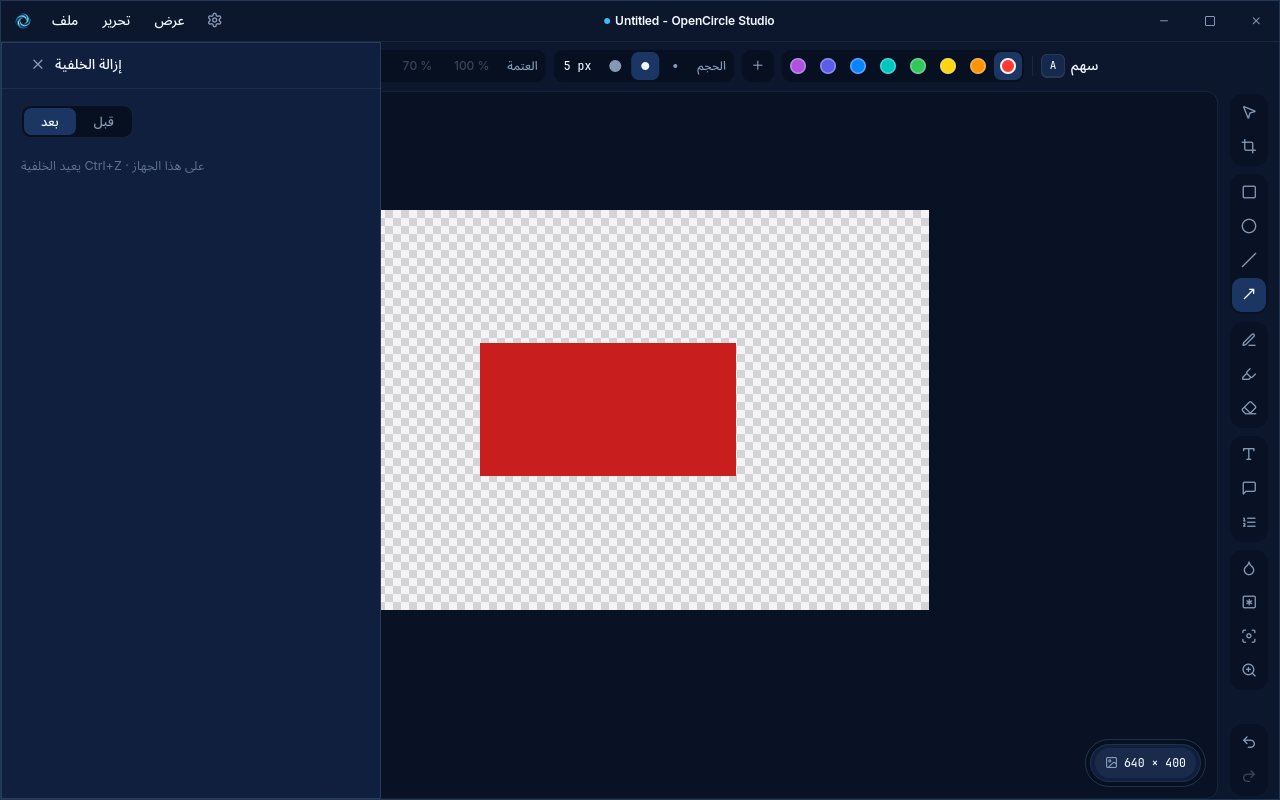 ملف تحرير عرض
Untitled - OpenCircle Studio
سهم A
الحجم 5 px
العتمة 100 % 70 %
إزالة الخلفية
قبل بعد
على هذا الجهاز · Ctrl+Z يعيد الخلفية
640 × 400